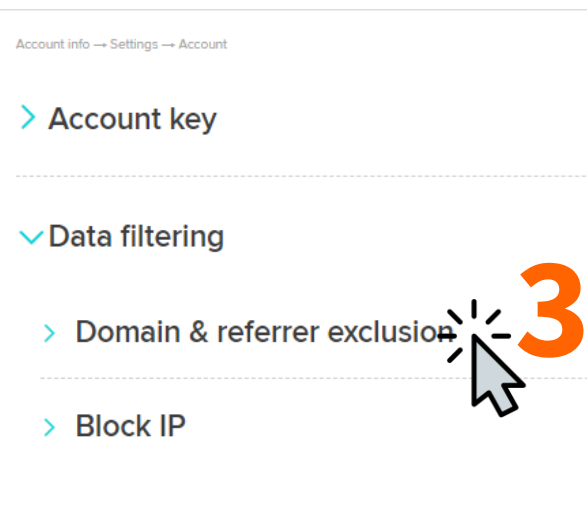 Account info → Settings → Account
Account key
Data filtering
Domain & referrer exclusion
3
Block IP